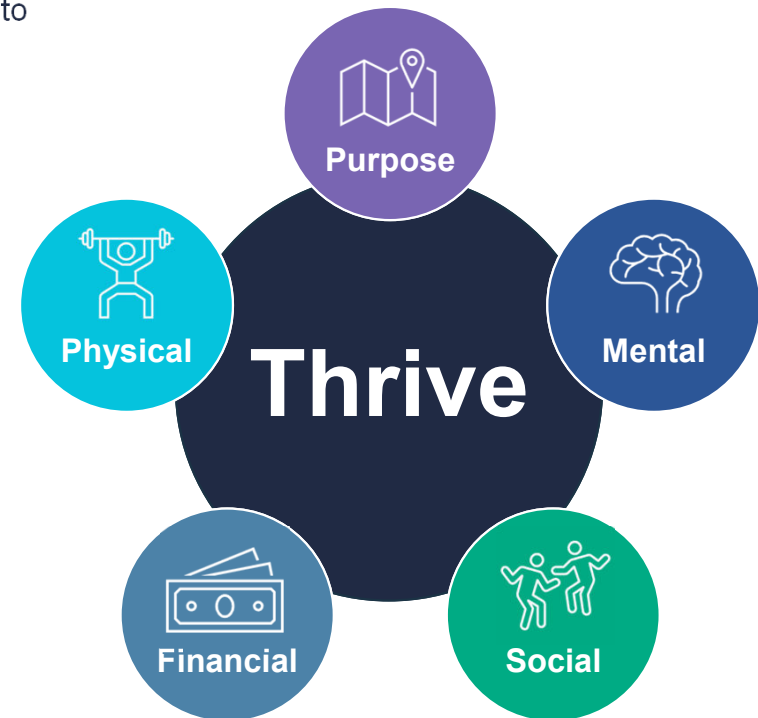 to
Purpose
Physical
Mental
Thrive
Financial
Social